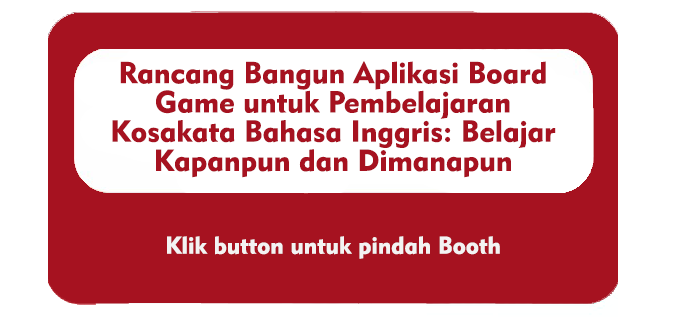 Rancang Bangun Aplikasi Board
Game untuk Pembelajaran
Kosakata Bahasa Inggris: Belajar
Kapanpun dan Dimanapun
Klik button untuk pindah Booth